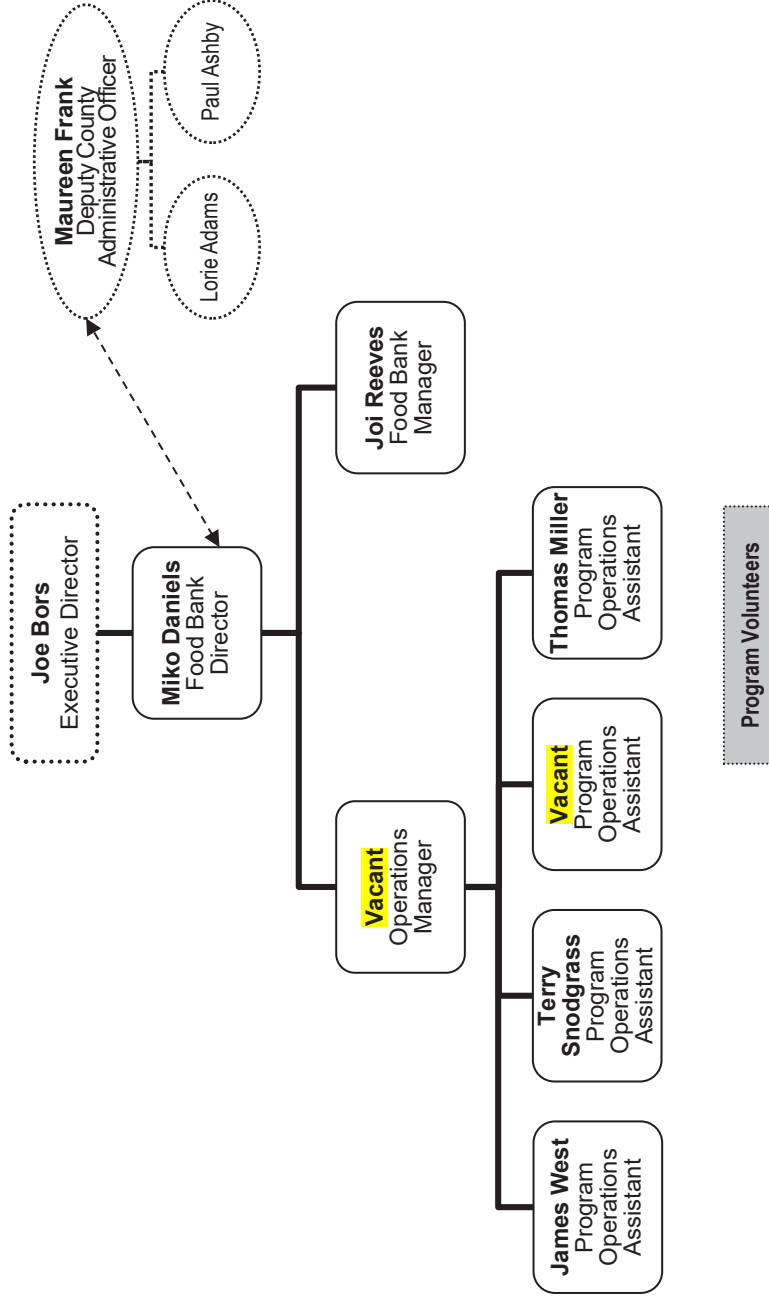 Joe Bors
Executive Director
Maureen Frank
Deputy County
Administrative Officer
Miko Daniels
Food Bank
Director
Lorie Adams
Paul Ashby
Vacant
Operations
Manager
Joi Reeves
Food Bank
Manager
James West
Program
Operations
Assistant
Terry
Snodgrass
Program
Operations
Assistant
Vacant
Program
Operations
Assistant
Thomas Miller
Program
Operations
Assistant
Program Volunteers